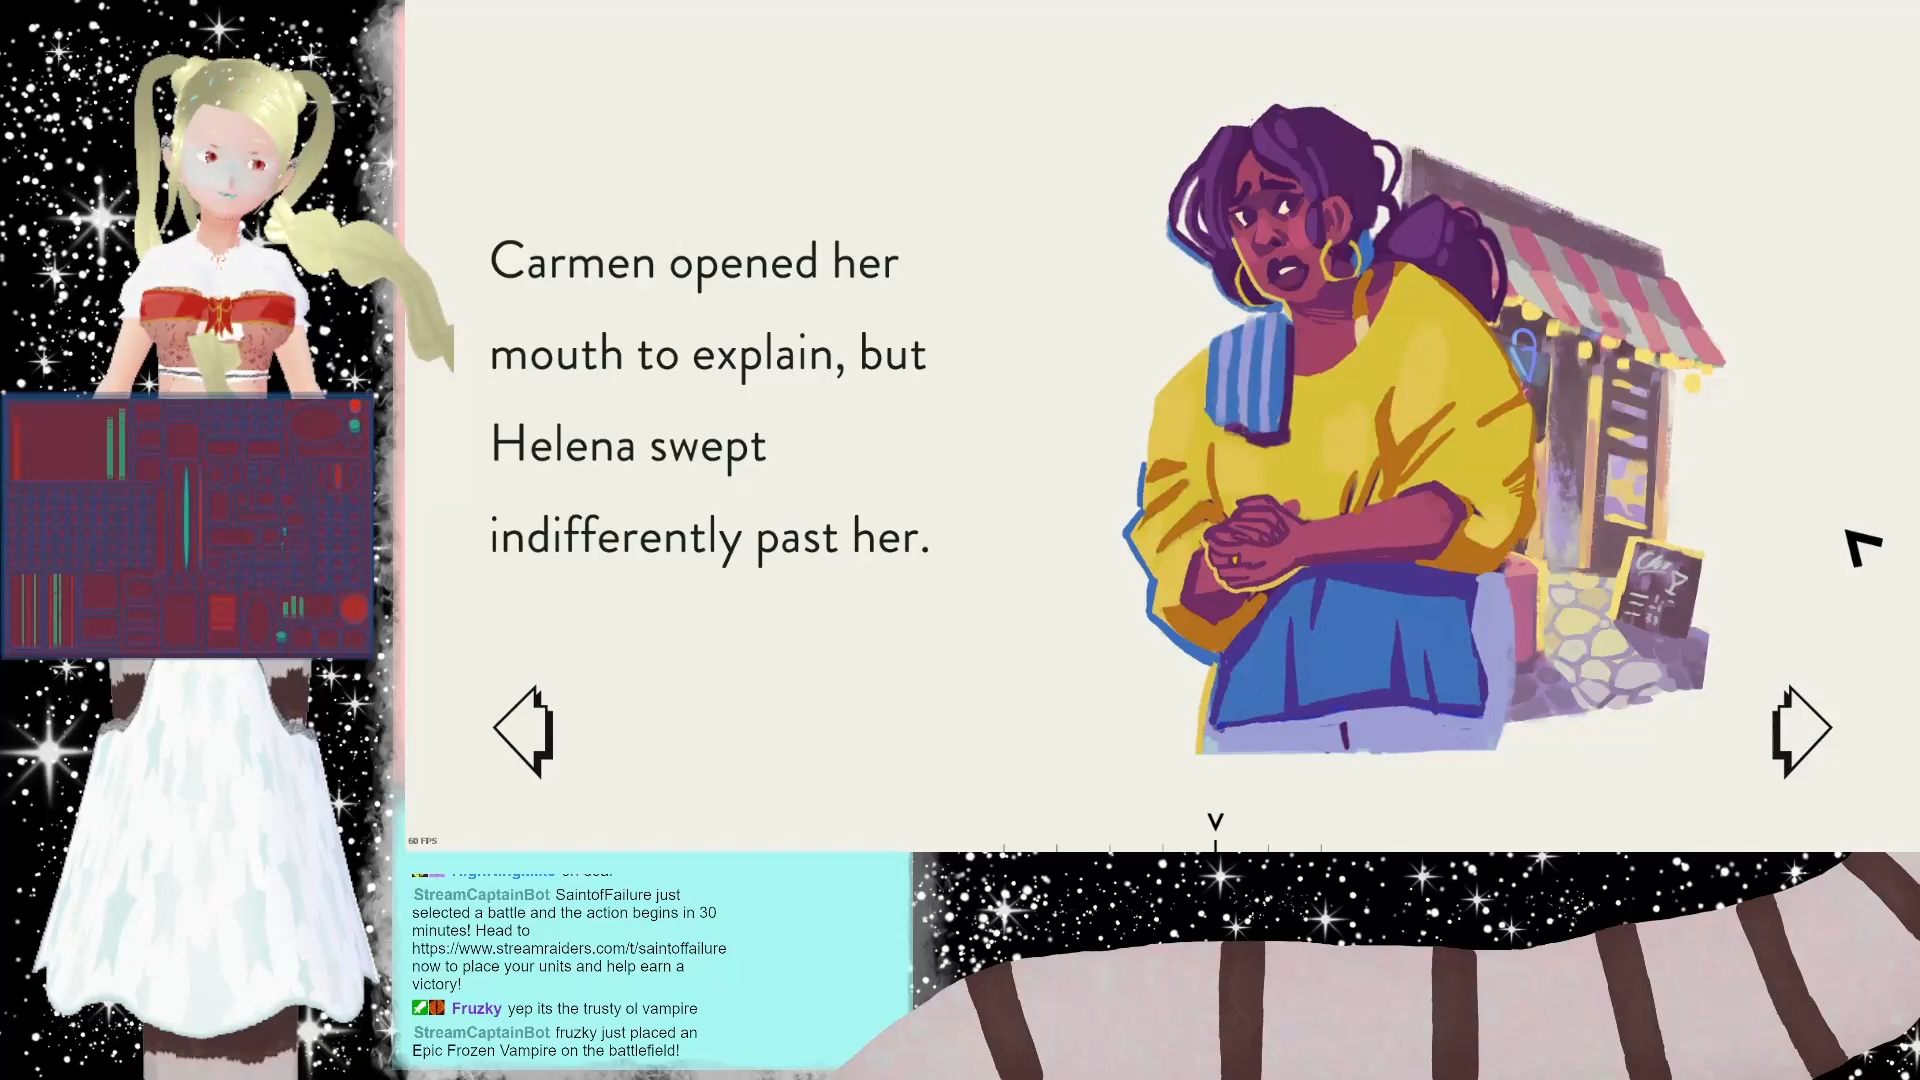 Carmen opened her
mouth to explain, but
Helena swept
indifferently past her.
60 FPS
StreamCaptainBot SaintofFailure just
selected a battle and the action begins in 30
minutes! Head to
https://www.streamraiders.com/t/saintoffailure
now to place your units and help earn a
victory!
Fruzky yep its the trusty ol vampire
StreamCaptainBot fruzky just placed an
Epic Frozen Vampire on the battlefield!